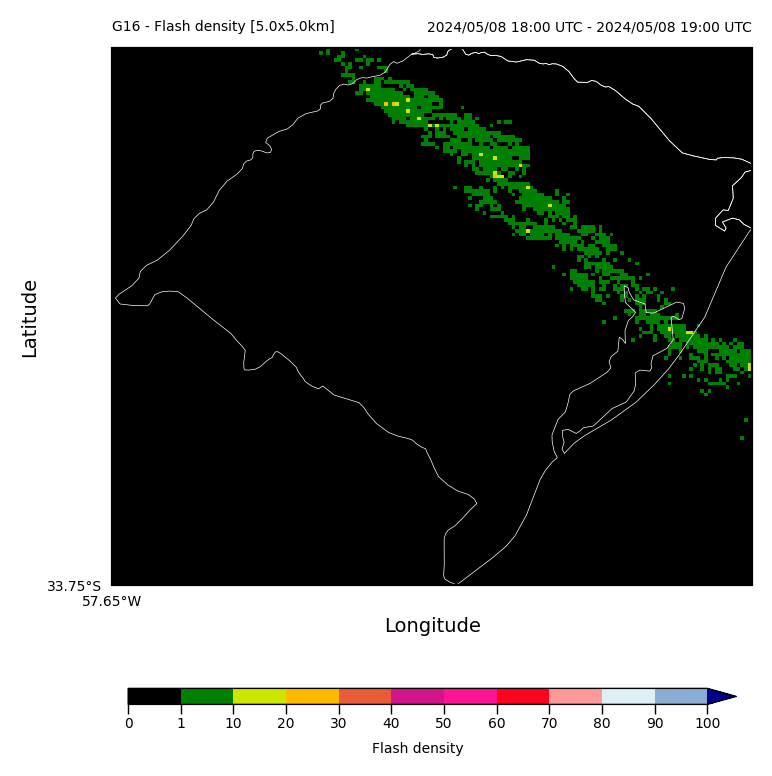 G16 - Flash density [5.0x5.0km]
2024/05/08 18:00 UTC - 2024/05/08 19:00 UTC
Latitude
33.75°S
57.65°W
Longitude
0 1 10 20 30 40 50 60 70 80 90 100
Flash density